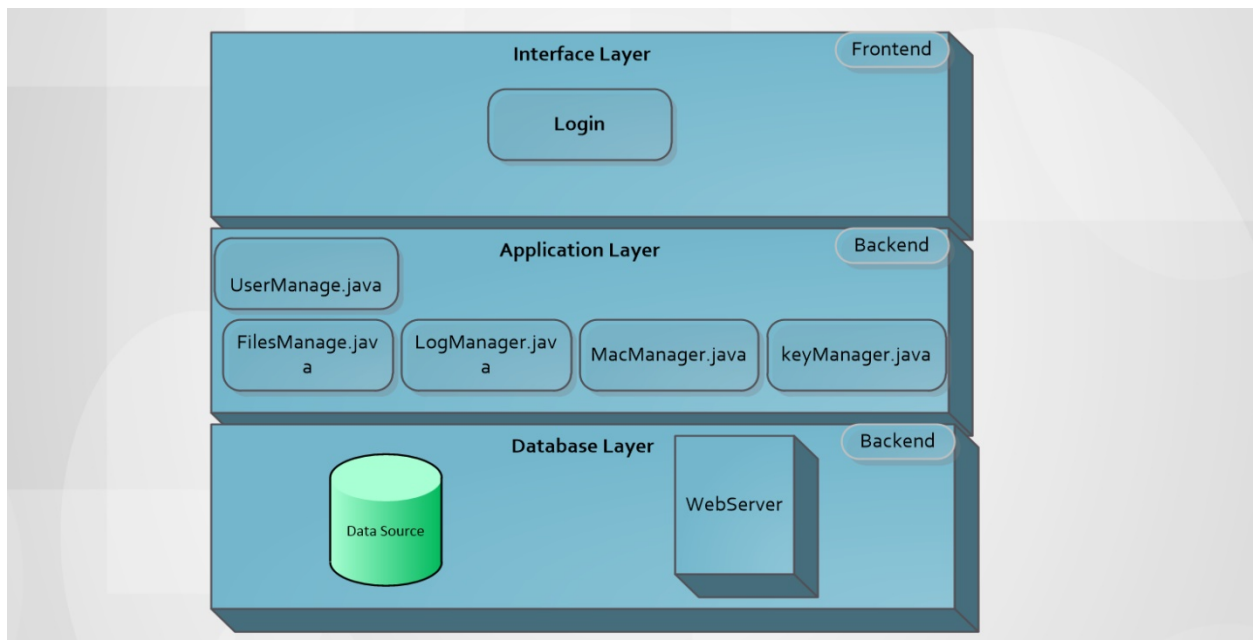 Interface Layer
Frontend
Login
Application Layer
Backend
UserManage.java
FilesManage.jav
a
LogManager.jav
a
MacManager.java
keyManager.java
Database Layer
Backend
Data Source
WebServer